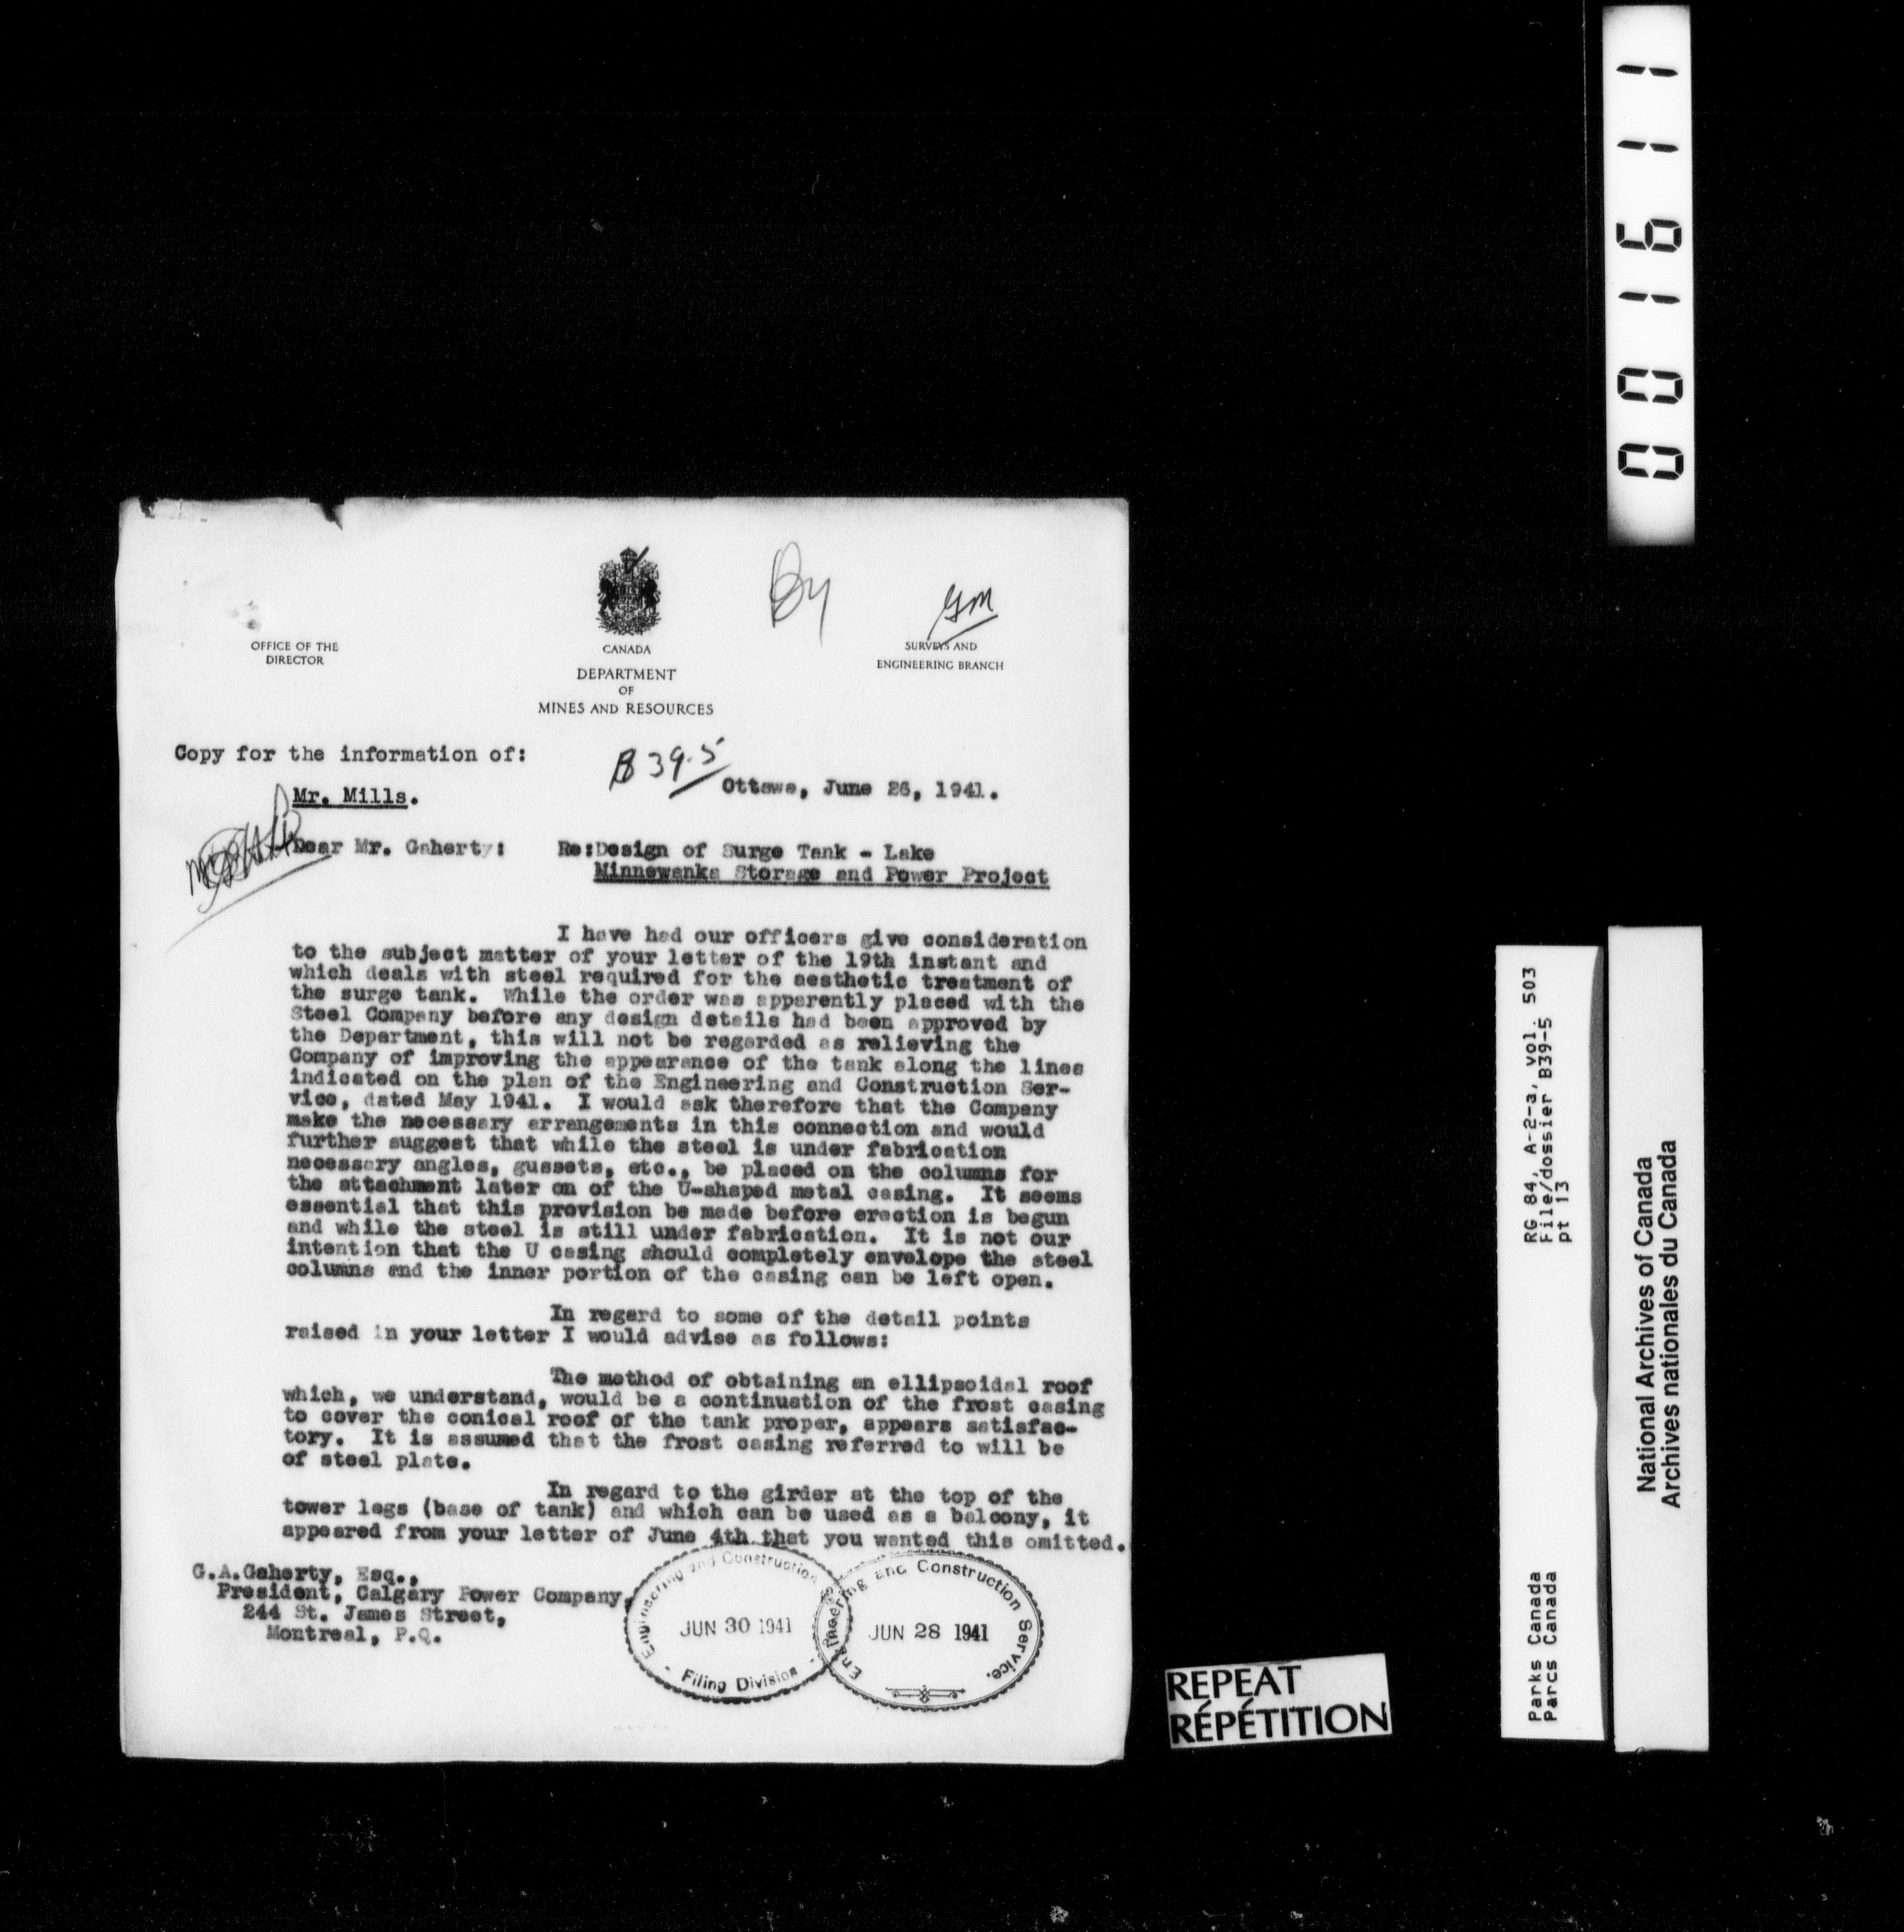 001611
By
GM
OFFICE OF THE
DIRECTOR
CANADA
DEPARTMENT
OF
MINES AND RESOURCES
SURVEYS AND
ENGINEERING BRANCH
Copy for the information of:
B 39-5
Ottawa, June 26, 1941.
Mr. Mills.
Dear Mr. Gaherty:
Re:Design of Surge Tank - Lake
Minnewanka Storage and Power Project
I have had our officers give consideration
to the subject matter of your letter of the 19th instant and
which deals with steel required for the aesthetic treatment of
the surge tank. While the order was apparently placed with the
Steel Company before any design details had been approved by
the Department, this will not be regarded as relieving the
Company of improving the appearance of the tank along the lines
indicated on the plan of the Engineering and Construction Ser-
vice, dated May 1941. I would ask therefore that the Company
make the necessary arrangements in this connection and would
further suggest that while the steel is under fabrication
necessary angles, gussets, etc., be placed on the columns for
the attachment later on of the U-shaped metal casing. It seems
essential that this provision be made before erection is begun
and while the steel is still under fabrication. It is not our
intention that the U casing should completely envelope the steel
columns and the inner portion of the casing can be left open.
In regard to some of the detail points
raised in your letter I would advise as follows:
The method of obtaining an ellipsoidal roof
which, we understand, would be a continuation of the frost casing
to cover the conical roof of the tank proper, appears satisfac-
tory. It is assumed that the frost casing referred to will be
of steel plate.
In regard to the girder at the top of the
tower legs (base of tank) and which can be used as a balcony, it
appeared from your letter of June 4th that you wanted this omitted.
G.A.Gaherty, Esq.,
President, Calgary Power Company,
244 St. James Street,
Montreal, P.Q.
Engineering and Construction
JUN 30 1941
- Filing Division -
Engineering and Construction Service.
JUN 28 1941
REPEAT
RÉPÉTITION
RG 84, A-2-a, vol. 503
File/dossier B39-5
pt 13
Parks Canada
Parcs Canada
National Archives of Canada
Archives nationales du Canada